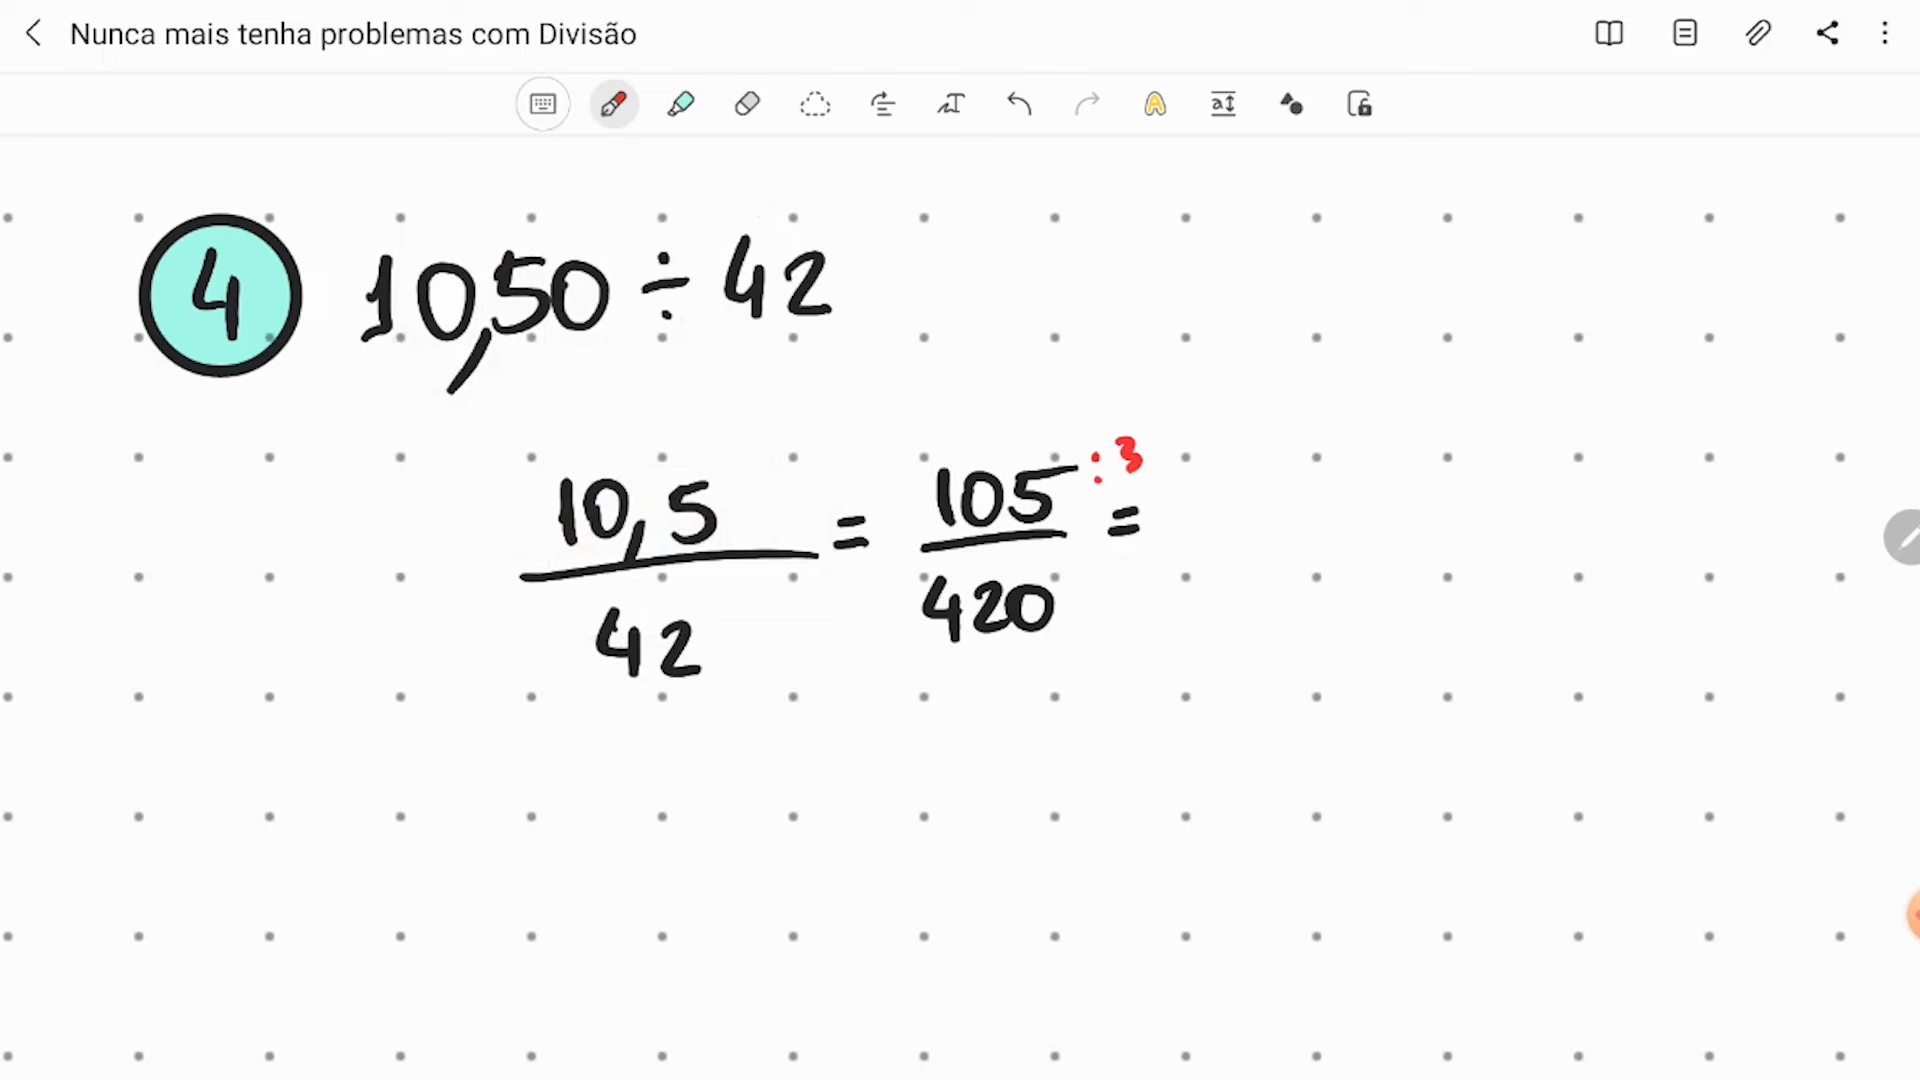 Nunca mais tenha problemas com Divisão
4 10,50 ÷ 42
10,5 = 105 :3 =
42 420